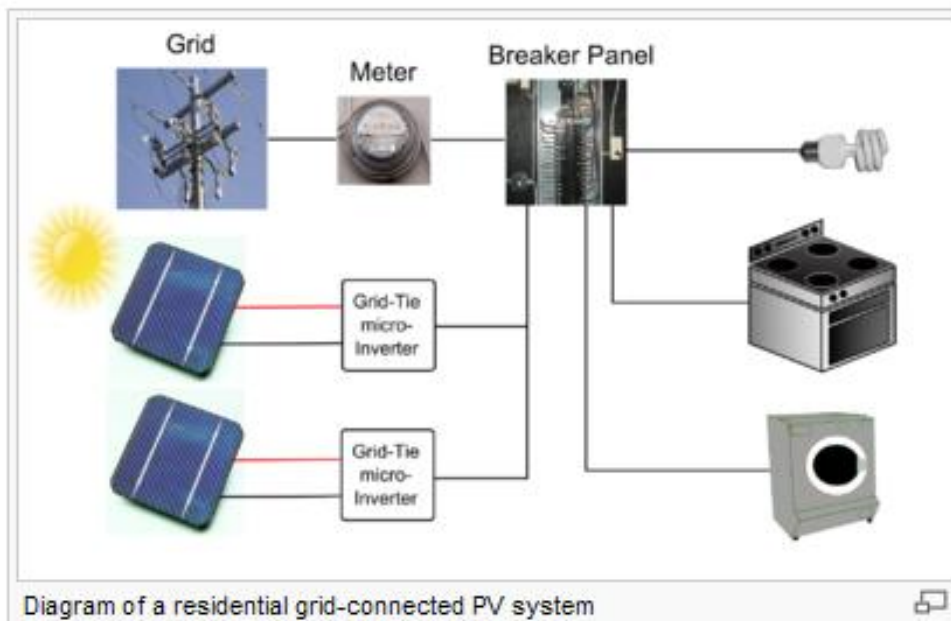 Grid
Meter
Breaker Panel
Grid-Tie
micro-
Inverter
Grid-Tie
micro-
Inverter
Diagram of a residential grid-connected PV system